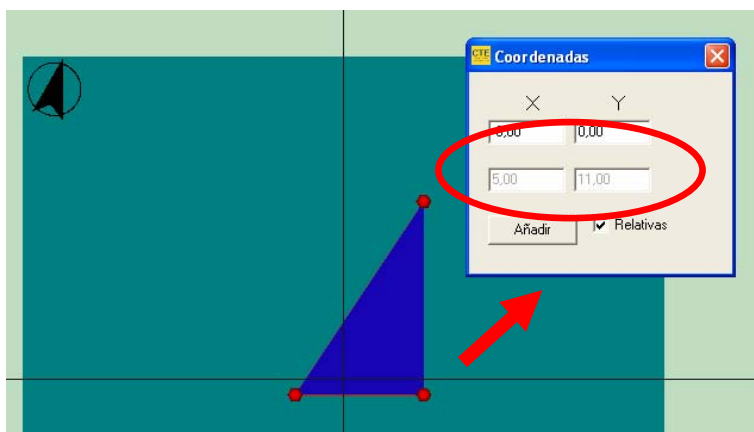 CTE Coordenadas
X Y
0,00 0,00
5,00 11,00
Añadir Relativas